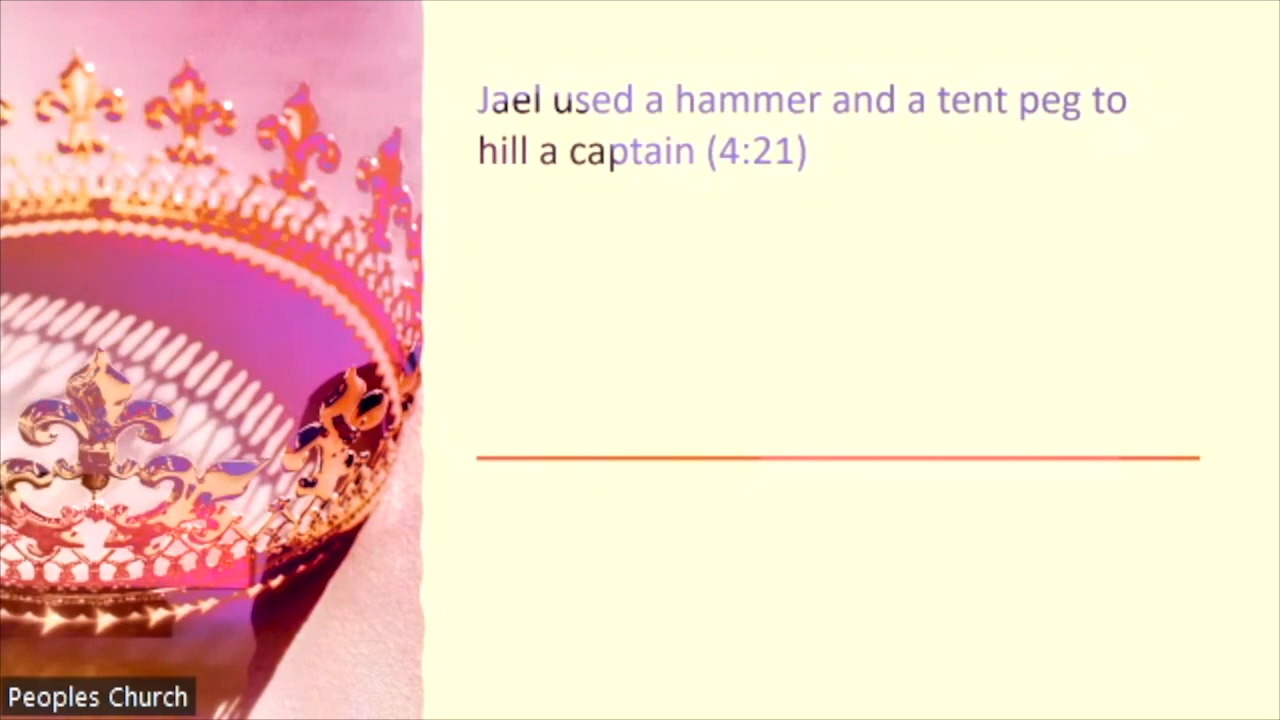 Jael used a hammer and a tent peg to
hill a captain (4:21)
Peoples Church